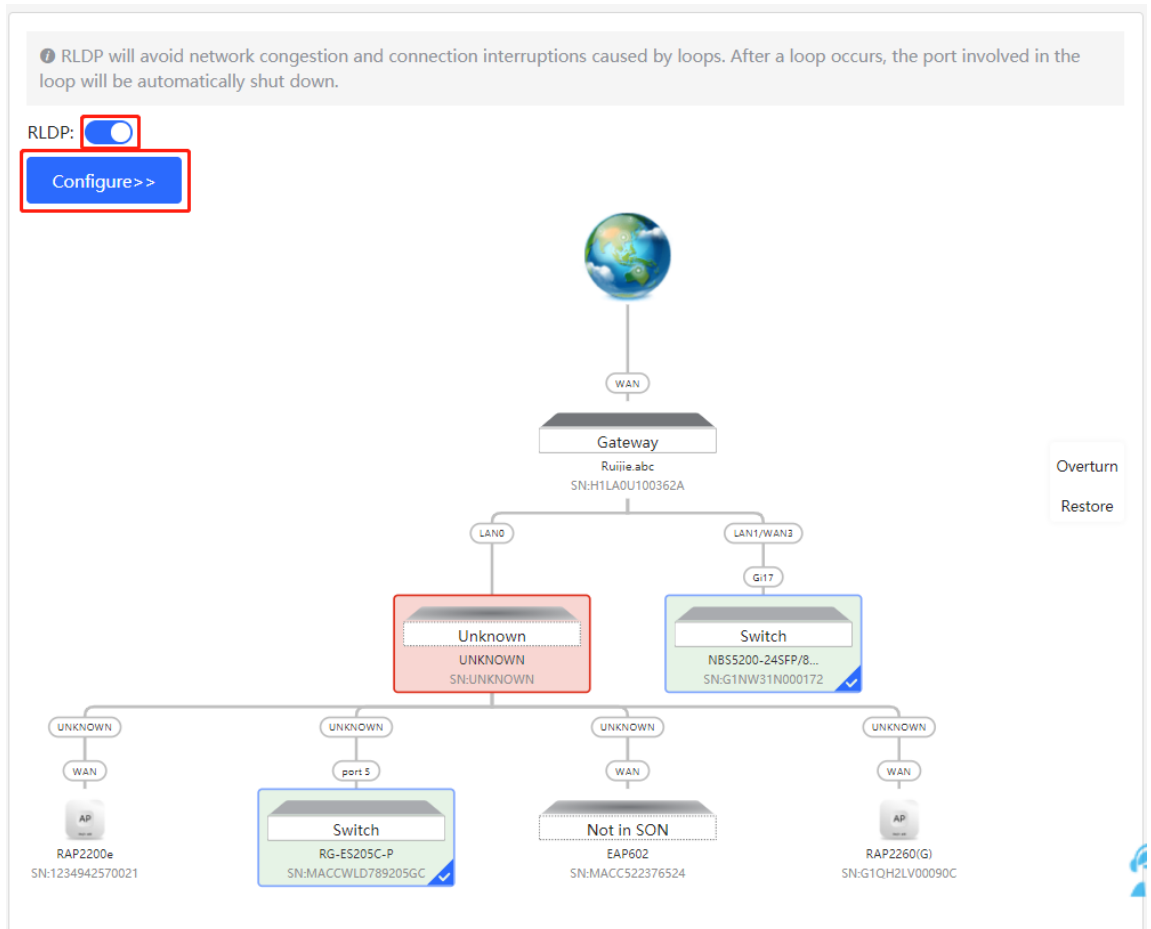 RLDP will avoid network congestion and connection interruptions caused by loops. After a loop occurs, the port involved in the
loop will be automatically shut down.
RLDP:
Configure>>
WAN
Gateway
Ruijie.abc
SN:H1LA0U100362A
Overturn
Restore
LAN0
LAN1/WAN3
Gi17
Unknown
UNKNOWN
SN:UNKNOWN
Switch
NBS5200-24SFP/8...
SN:G1NW31N000172
UNKNOWN
UNKNOWN
UNKNOWN
UNKNOWN
WAN
port 5
WAN
WAN
AP
RAP2200e
SN:1234942570021
Switch
RG-ES205C-P
SN:MACCWLD789205GC
Not in SON
EAP602
SN:MACC522376524
AP
RAP2260(G)
SN:G1QH2LV00090C